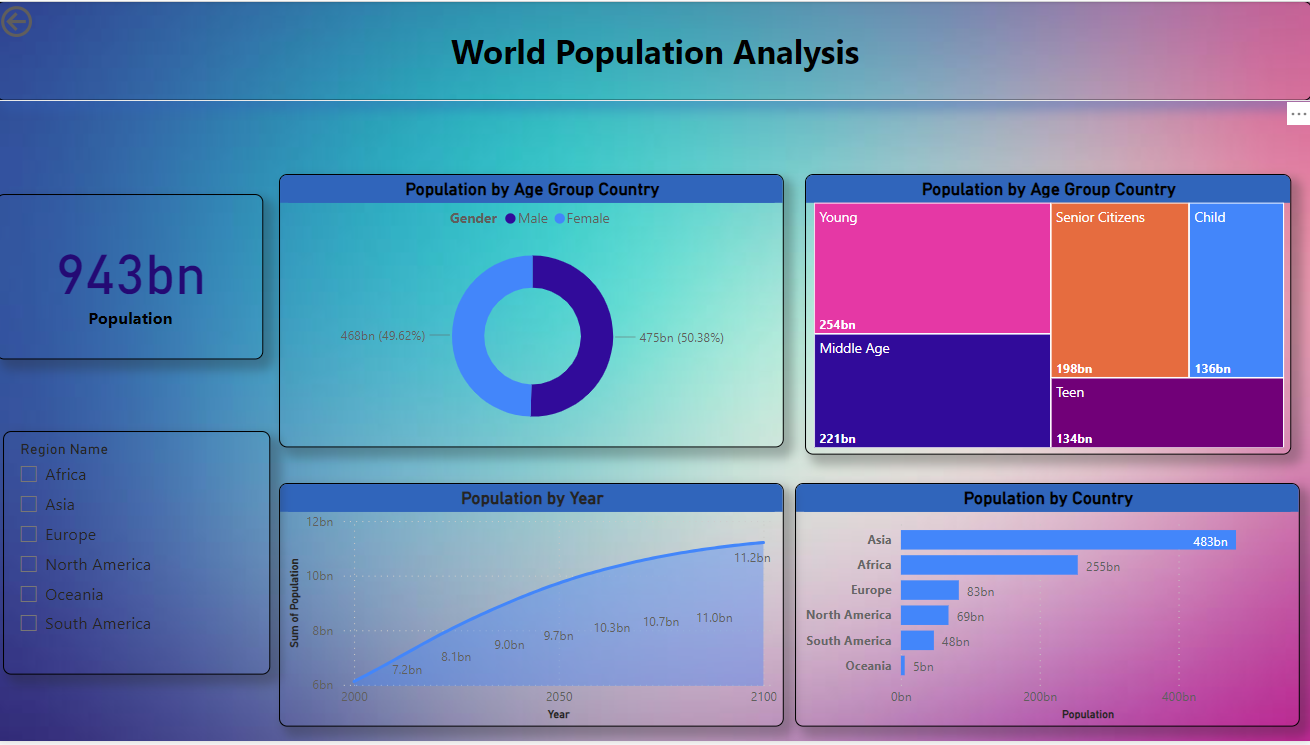 World Population Analysis
943bn
Population
Region Name
Africa
Asia
Europe
North America
Oceania
South America
Population by Age Group Country
Gender Male Female
468bn (49.62%)
475bn (50.38%)
Population by Age Group Country
Young
254bn
Middle Age
221bn
Senior Citizens
198bn
Child
136bn
Teen
134bn
Population by Year
Sum of Population
12bn
10bn
8bn
6bn
7.2bn
8.1bn
9.0bn
9.7bn
10.3bn
10.7bn
11.0bn
11.2bn
2000 2050 2100
Year
Population by Country
Asia 483bn
Africa 255bn
Europe 83bn
North America 69bn
South America 48bn
Oceania 5bn
0bn 200bn 400bn
Population